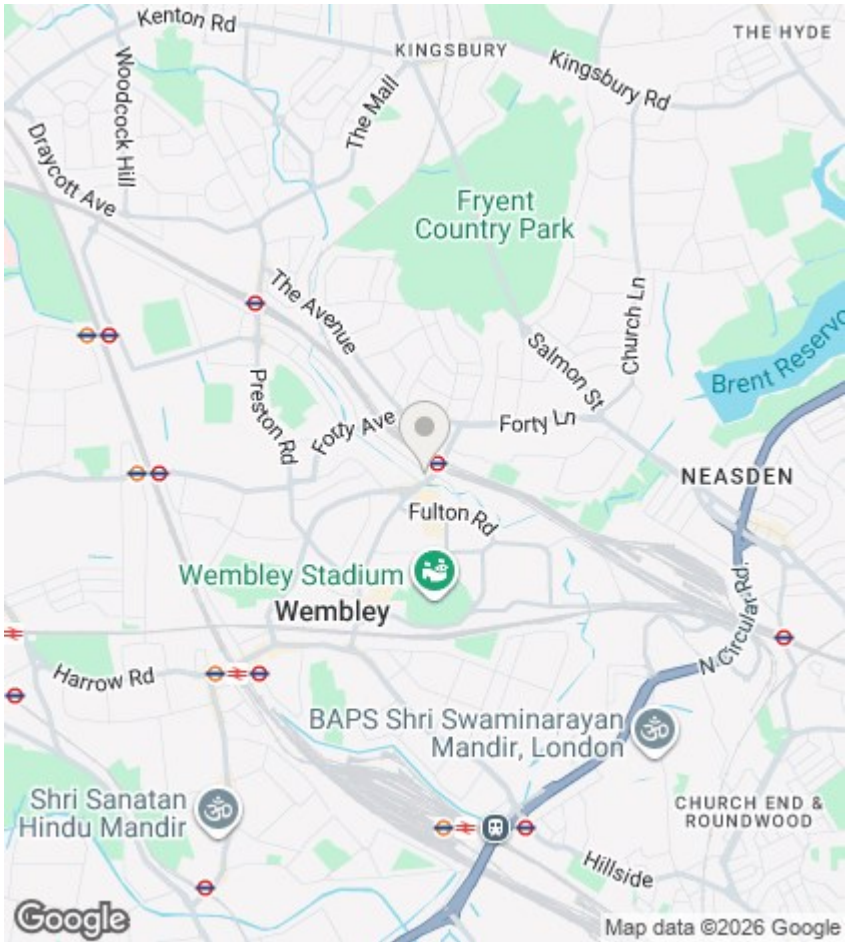 Kenton Rd
KINGSBURY
THE HYDE
Woodcock Hill
The Mall
Kingsbury Rd
Draycott Ave
Fryent
Country Park
The Avenue
Church Ln
Salmon St
Brent Reservo
Preston Rd
Forty Ave
Forty Ln
NEASDEN
Fulton Rd
Wembley Stadium
Wembley
N Circular Rd
Harrow Rd
BAPS Shri Swaminarayan
Mandir, London
Shri Sanatan
Hindu Mandir
CHURCH END &
ROUNDWOOD
Hillside
Google
Map data ©2026 Google